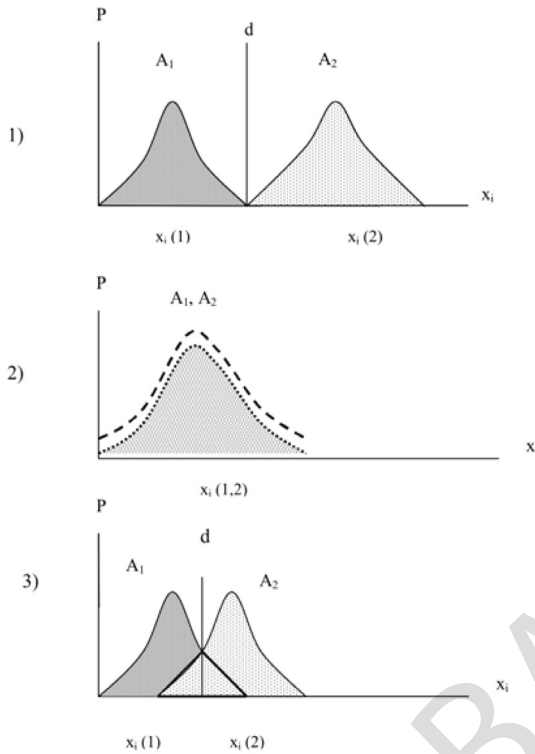 P
d
A₁
A₂
1)
xᵢ
xᵢ (1)
xᵢ (2)
P
A₁, A₂
2)
x
xᵢ (1,2)
P
d
A₁
A₂
3)
xᵢ
xᵢ (1)
xᵢ (2)